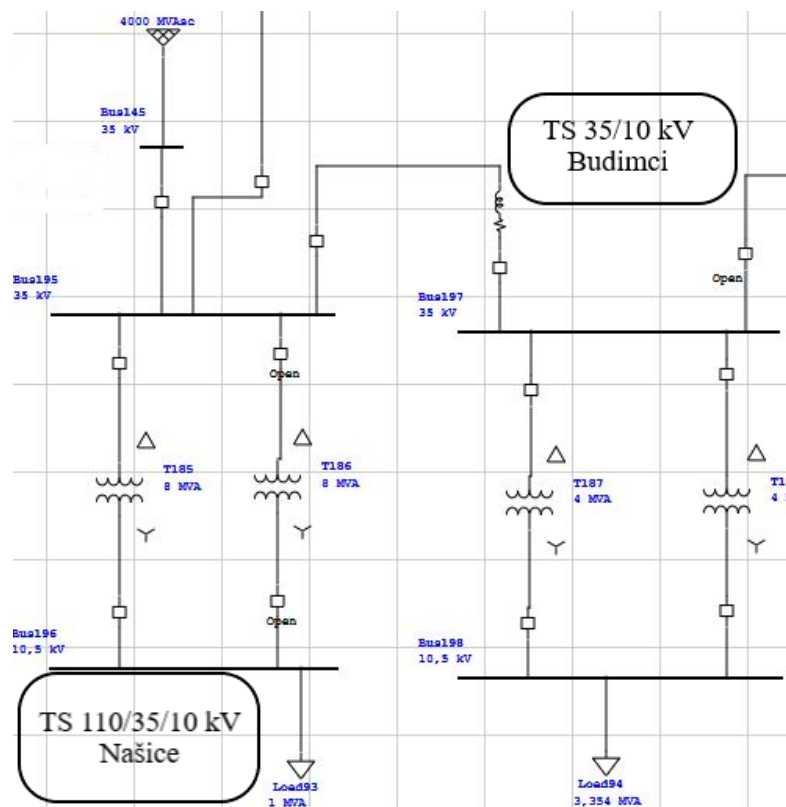 4000 MVAsc
Bus145
35 kV
TS 35/10 kV
Budimci
Bus195
35 kV
Open
Bus197
35 kV
Open
T185
8 MVA
T186
8 MVA
T187
4 MVA
Bus196
10,5 kV
Open
Bus198
10,5 kV
TS 110/35/10 kV
Našice
Load93
1 MVA
Load94
3,354 MVA